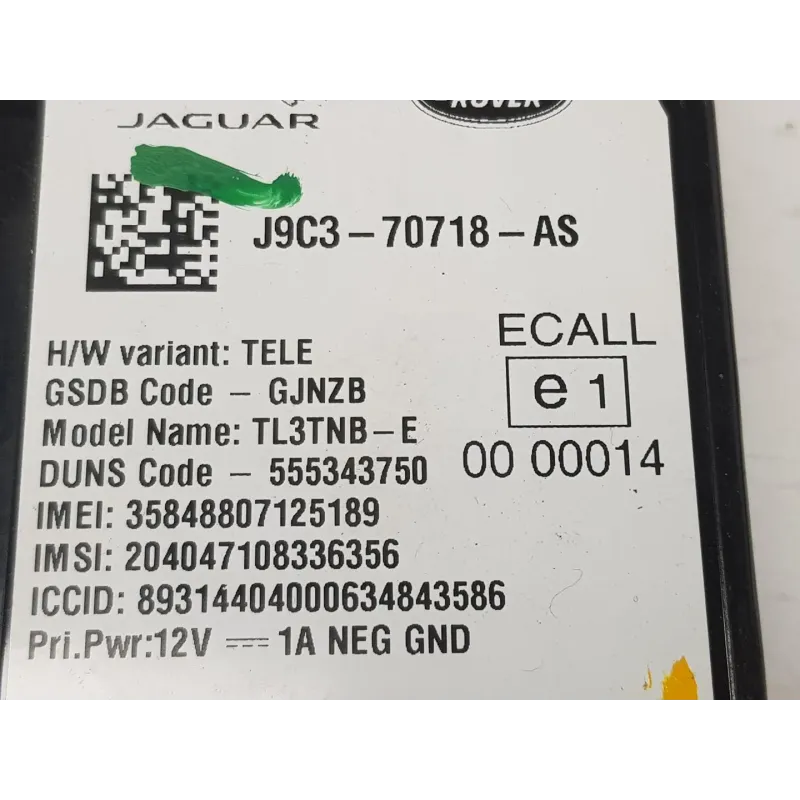 JAGUAR
ROVER
J9C3-70718-AS
ECALL
e1
00 00014
H/W variant: TELE
GSDB Code - GJNZB
Model Name: TL3TNB-E
DUNS Code - 555343750
IMEI: 35848807125189
IMSI: 204047108336356
ICCID: 89314404000634843586
Pri.Pwr:12V ⎓ 1A NEG GND